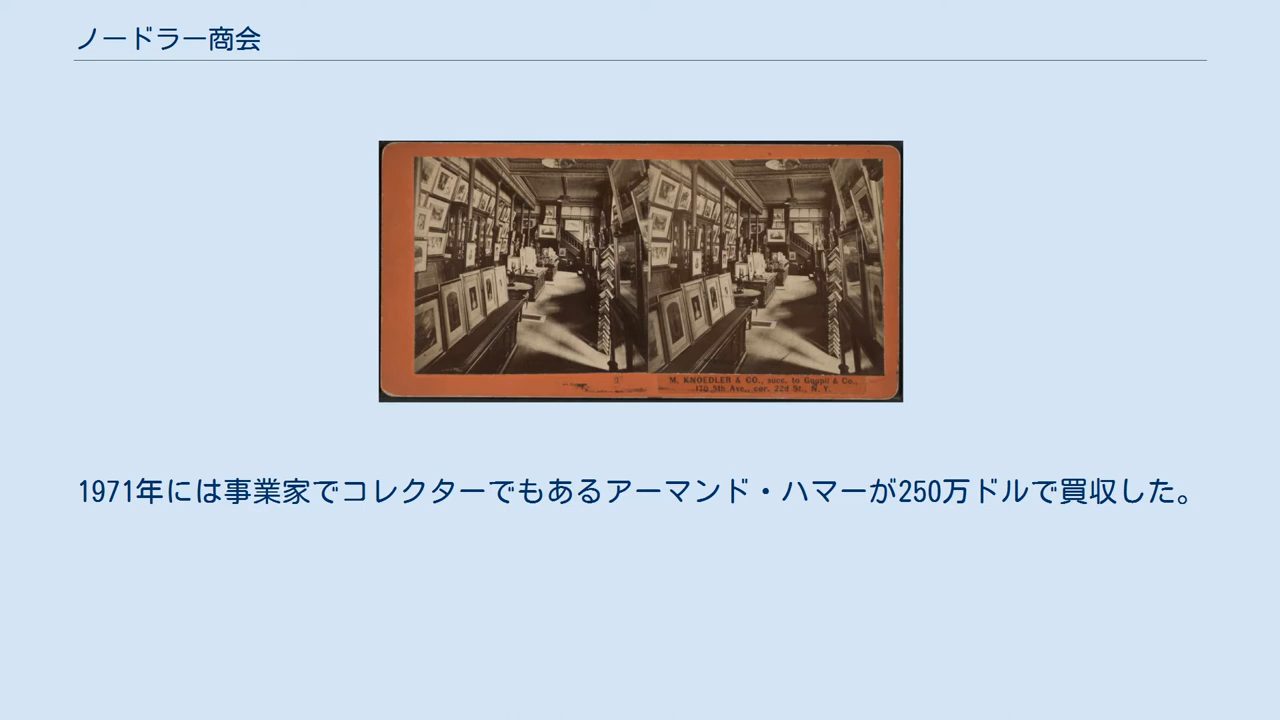 ノードラー商会
M. KNOEDLER & CO., succ. to Goupil & Co.,
170 5th Ave., cor. 22d St., N. Y.
1971年には事業家でコレクターでもあるアーマンド・ハマーが250万ドルで買収した。